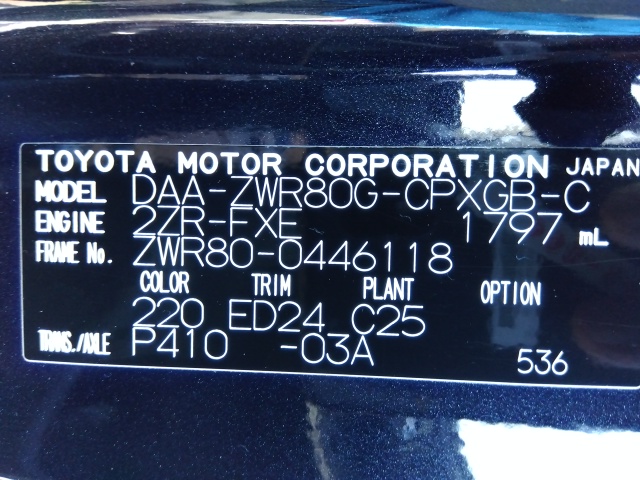 TOYOTA MOTOR CORPORATION JAPAN
MODEL DAA-ZWR80G-CPXGB-C
ENGINE 2ZR-FXE 1797 mL
FRAME No. ZWR80-0446118
COLOR TRIM PLANT OPTION
220 ED24 C25
TRANS./AXLE P410 -03A 536